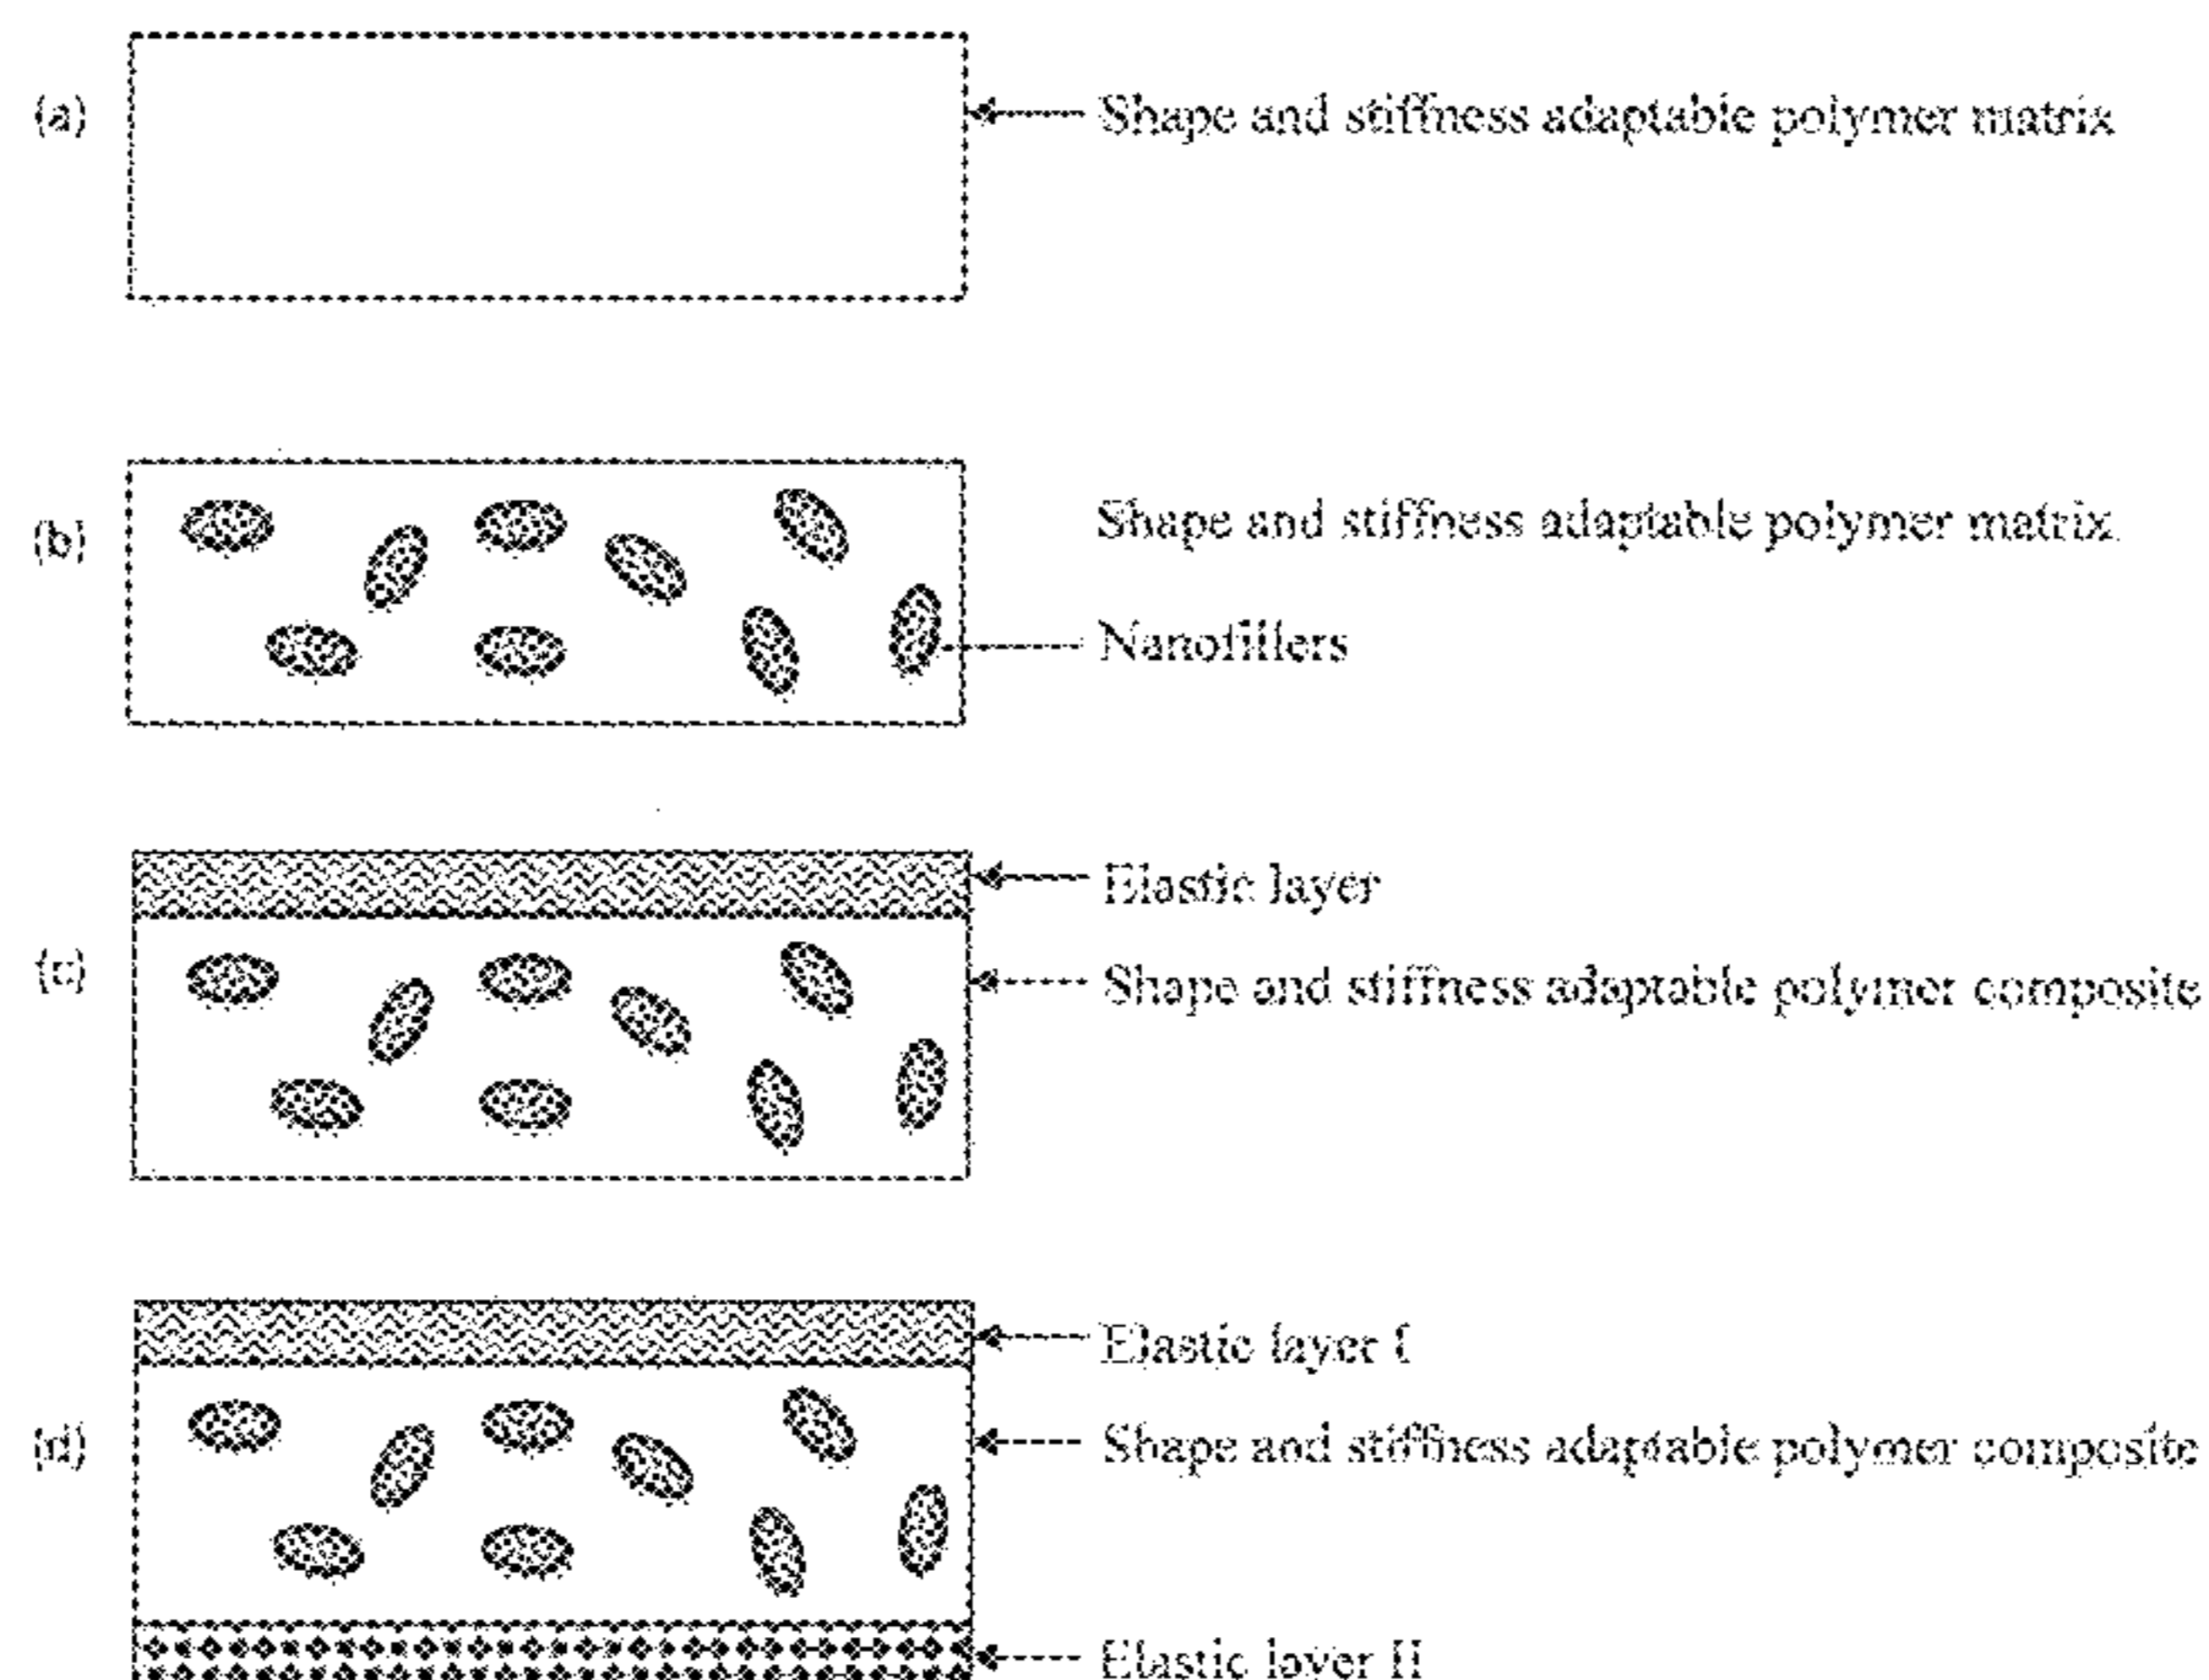 (a) Shape and stiffness adaptable polymer matrix
Shape and stiffness adaptable polymer matrix
(b)
Nanofillers
Elastic layer
(c) Shape and stiffness adaptable polymer composite
Elastic layer I
(d) Shape and stiffness adaptable polymer composite
Elastic layer II